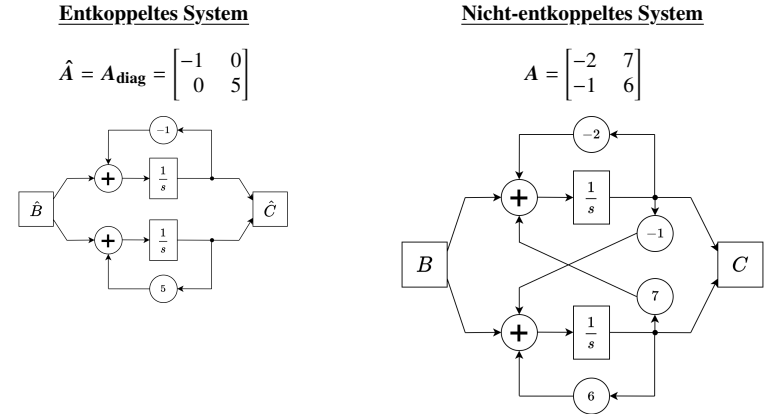 Entkoppeltes System
Â = A_diag = [−1 0; 0 5]
−1
+
1/s
B̂
Ĉ
+
1/s
5
Nicht-entkoppeltes System
A = [−2 7; −1 6]
−2
+
1/s
−1
B
C
7
+
1/s
6